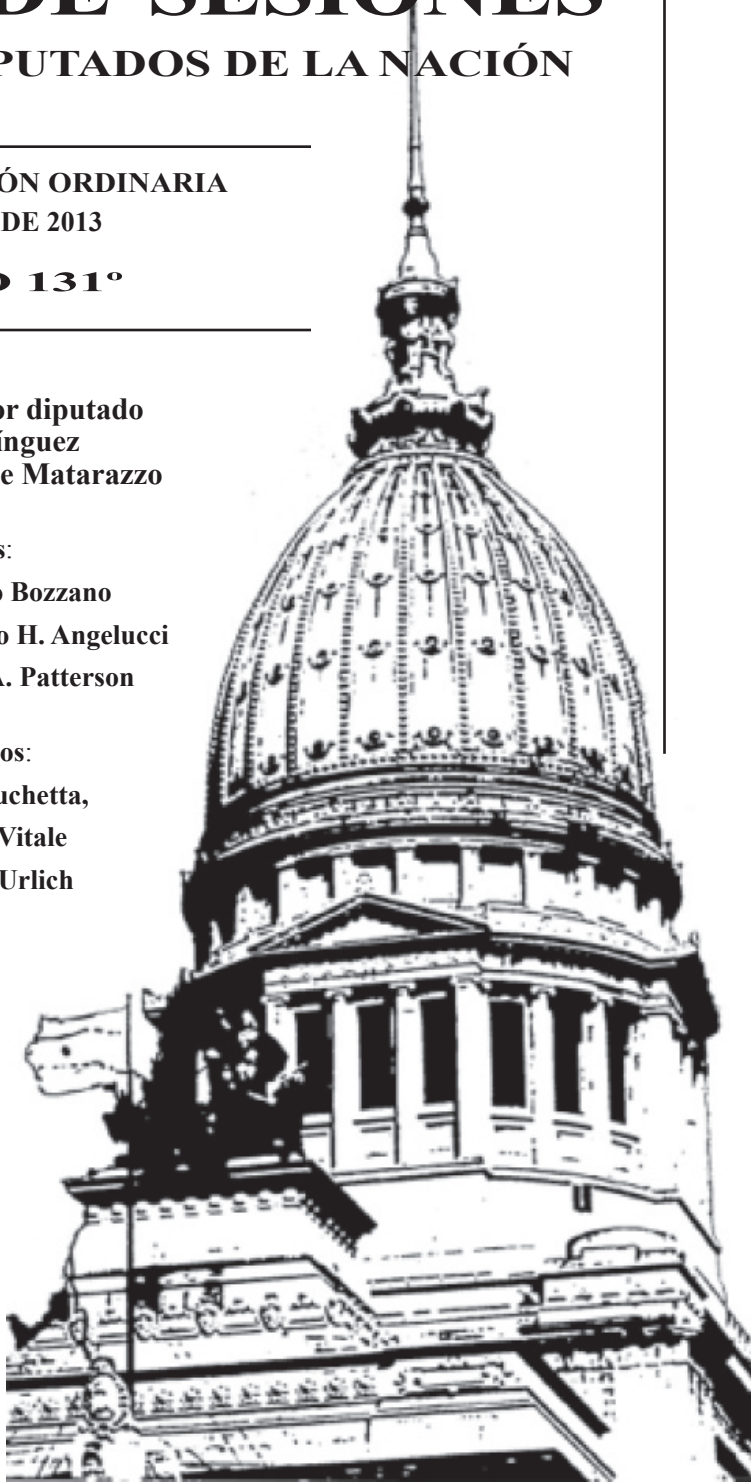 DE SESIONES
PUTADOS DE LA NACIÓN
ÓN ORDINARIA
DE 2013
O 131º
or diputado
ínguez
e Matarazzo
s:
o Bozzano
o H. Angelucci
A. Patterson
os:
uchetta,
Vitale
Urlich